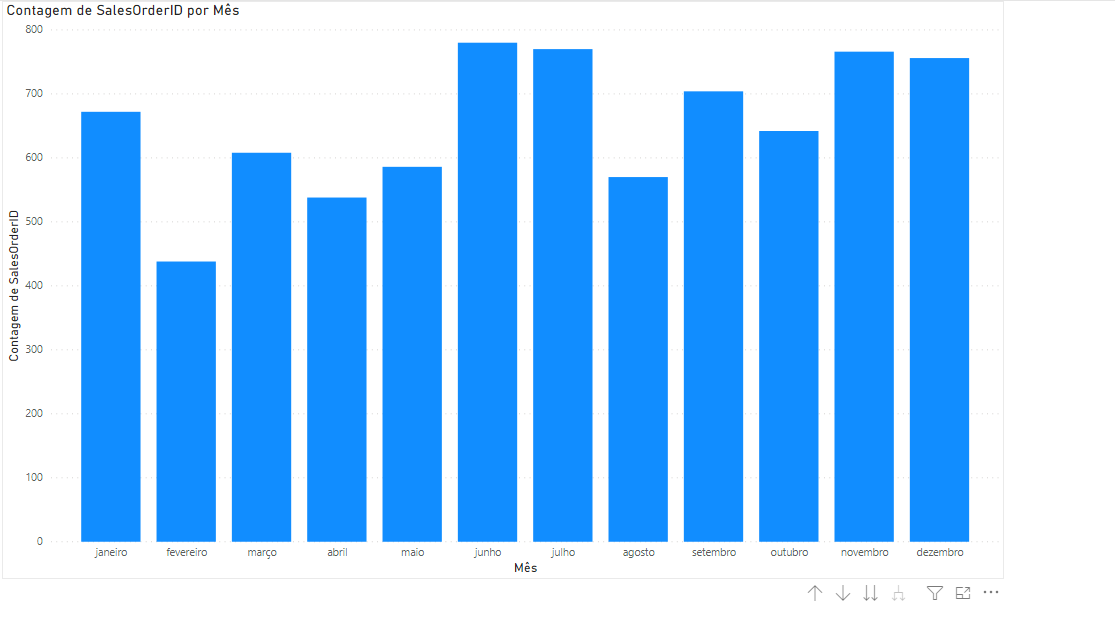 Contagem de SalesOrderID por Mês
800
700
600
500
400
300
200
100
0
Contagem de SalesOrderID
janeiro fevereiro março abril maio junho julho agosto setembro outubro novembro dezembro
Mês